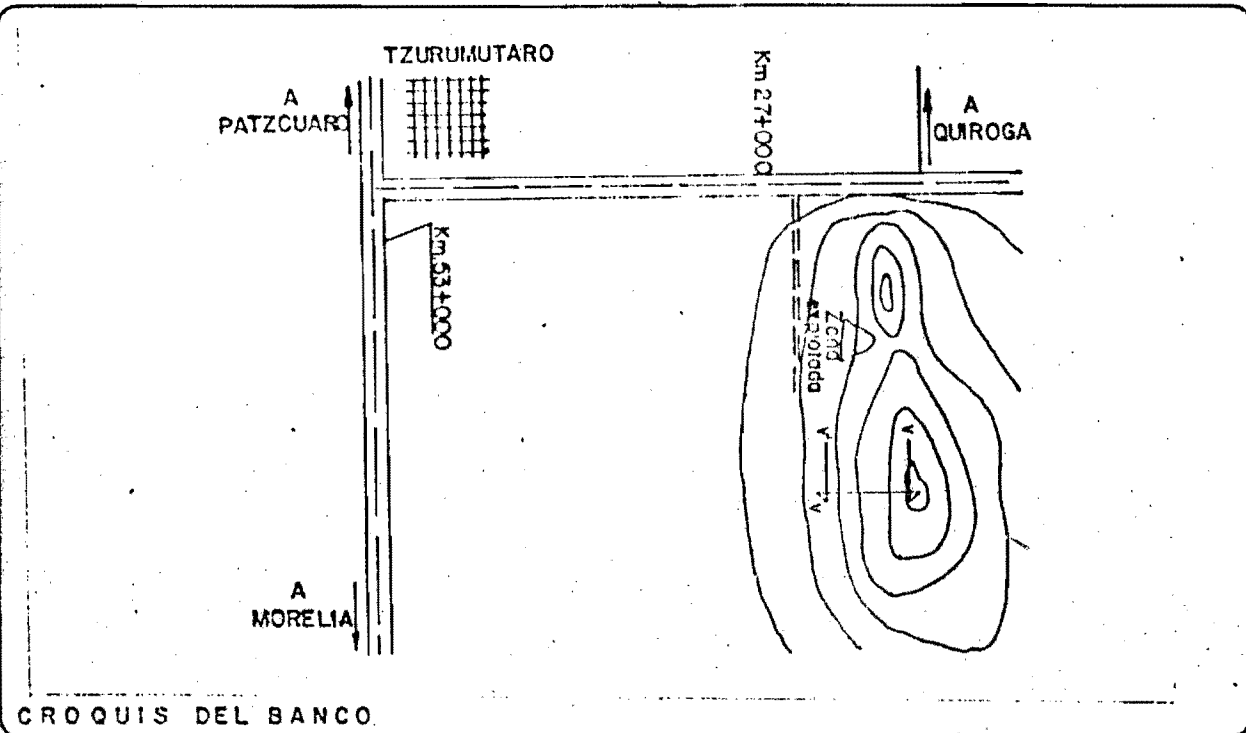 TZURUMUTARO
A
PATZCUARO
Km 27+000
A
QUIROGA
Km 53+000
Zona
explotada
A
MORELIA
CROQUIS DEL BANCO